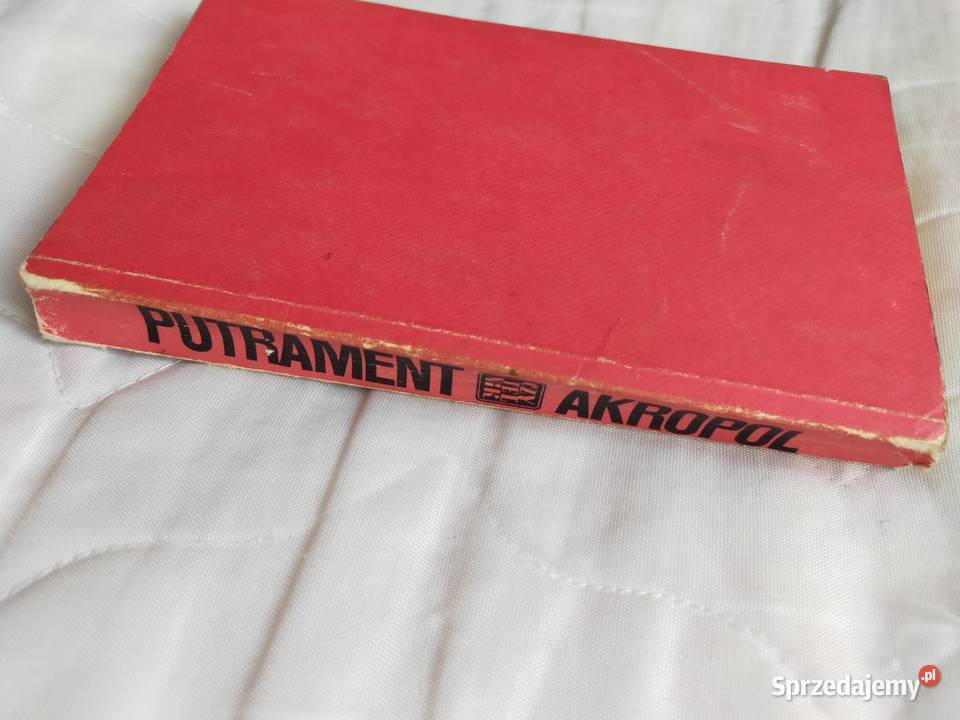 PUTRAMENT
AKROPOL
Sprzedajemy.pl